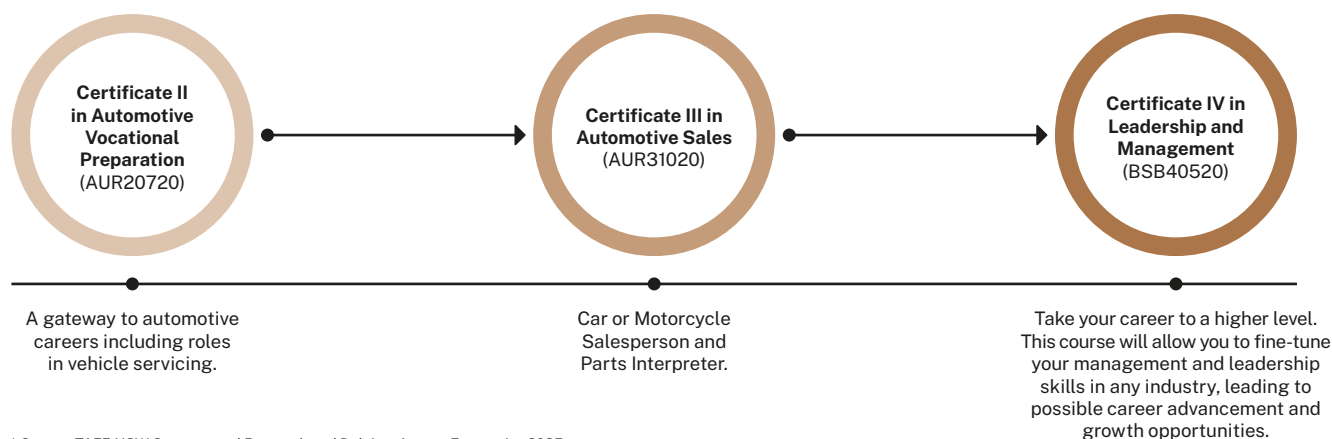 Certificate II
in Automotive
Vocational
Preparation
(AUR20720)
Certificate III in
Automotive Sales
(AUR31020)
Certificate IV in
Leadership and
Management
(BSB40520)
A gateway to automotive
careers including roles
in vehicle servicing.
Car or Motorcycle
Salesperson and
Parts Interpreter.
Take your career to a higher level.
This course will allow you to fine-tune
your management and leadership
skills in any industry, leading to
possible career advancement and
growth opportunities.